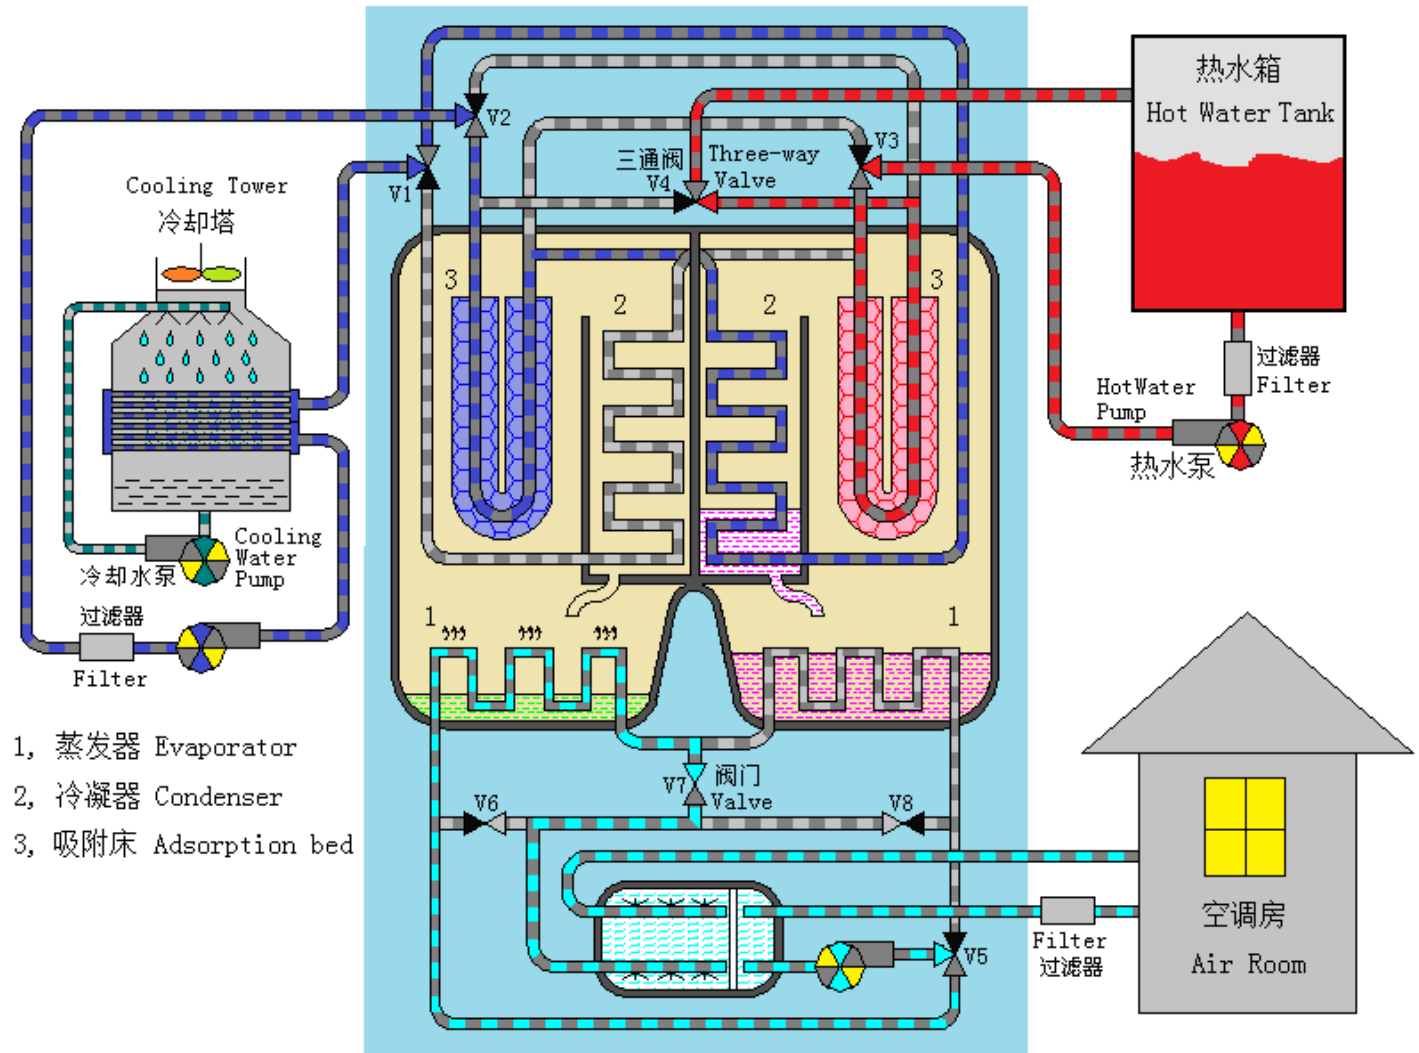 热水箱
Hot Water Tank
V2
V3
三通阀
V4
Three-way
Valve
V1
Cooling Tower
冷却塔
3
2
2
3
过滤器
Filter
HotWater
Pump
热水泵
Cooling
Water
Pump
冷却水泵
过滤器
Filter
1
1
1, 蒸发器 Evaporator
2, 冷凝器 Condenser
3, 吸附床 Adsorption bed
V7
阀门
Valve
V6
V8
V5
Filter
过滤器
空调房
Air Room